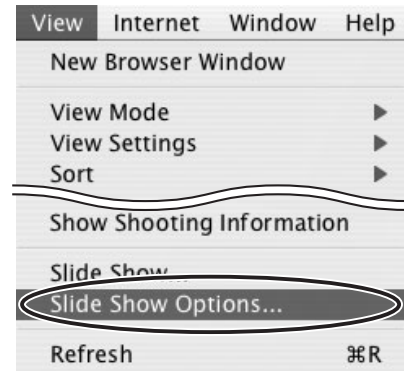 View Internet Window Help
New Browser Window
View Mode
View Settings
Sort
Show Shooting Information
Slide Show...
Slide Show Options...
Refresh ⌘R